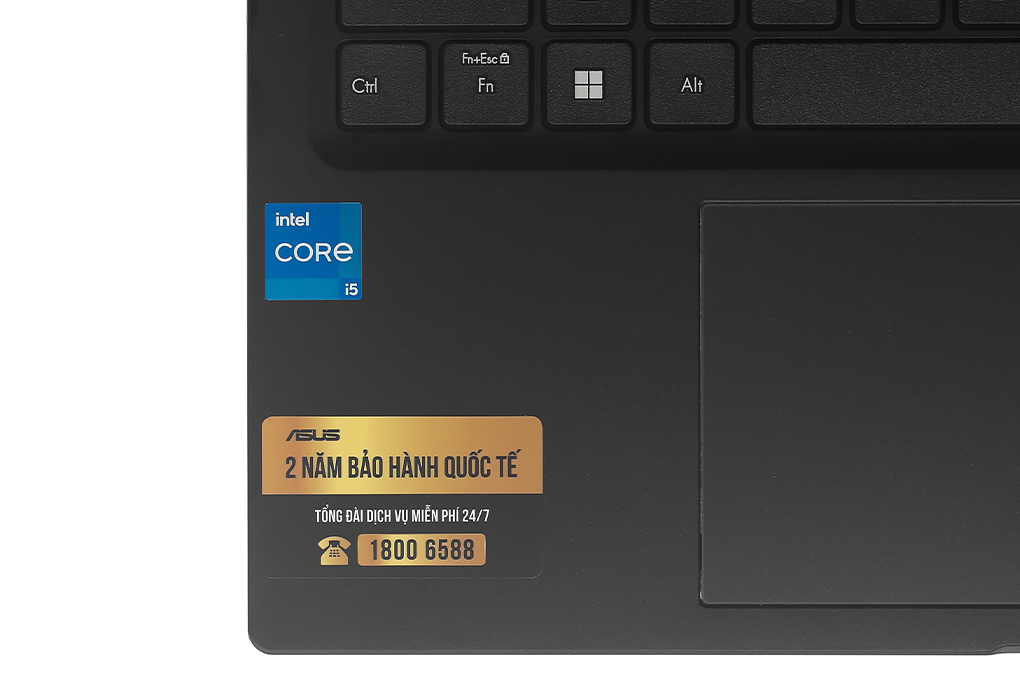 Fn+Esc
Ctrl
Fn
Alt
intel
CORE
i5
ASUS
2 NĂM BẢO HÀNH QUỐC TẾ
TỔNG ĐÀI DỊCH VỤ MIỄN PHÍ 24/7
1800 6588